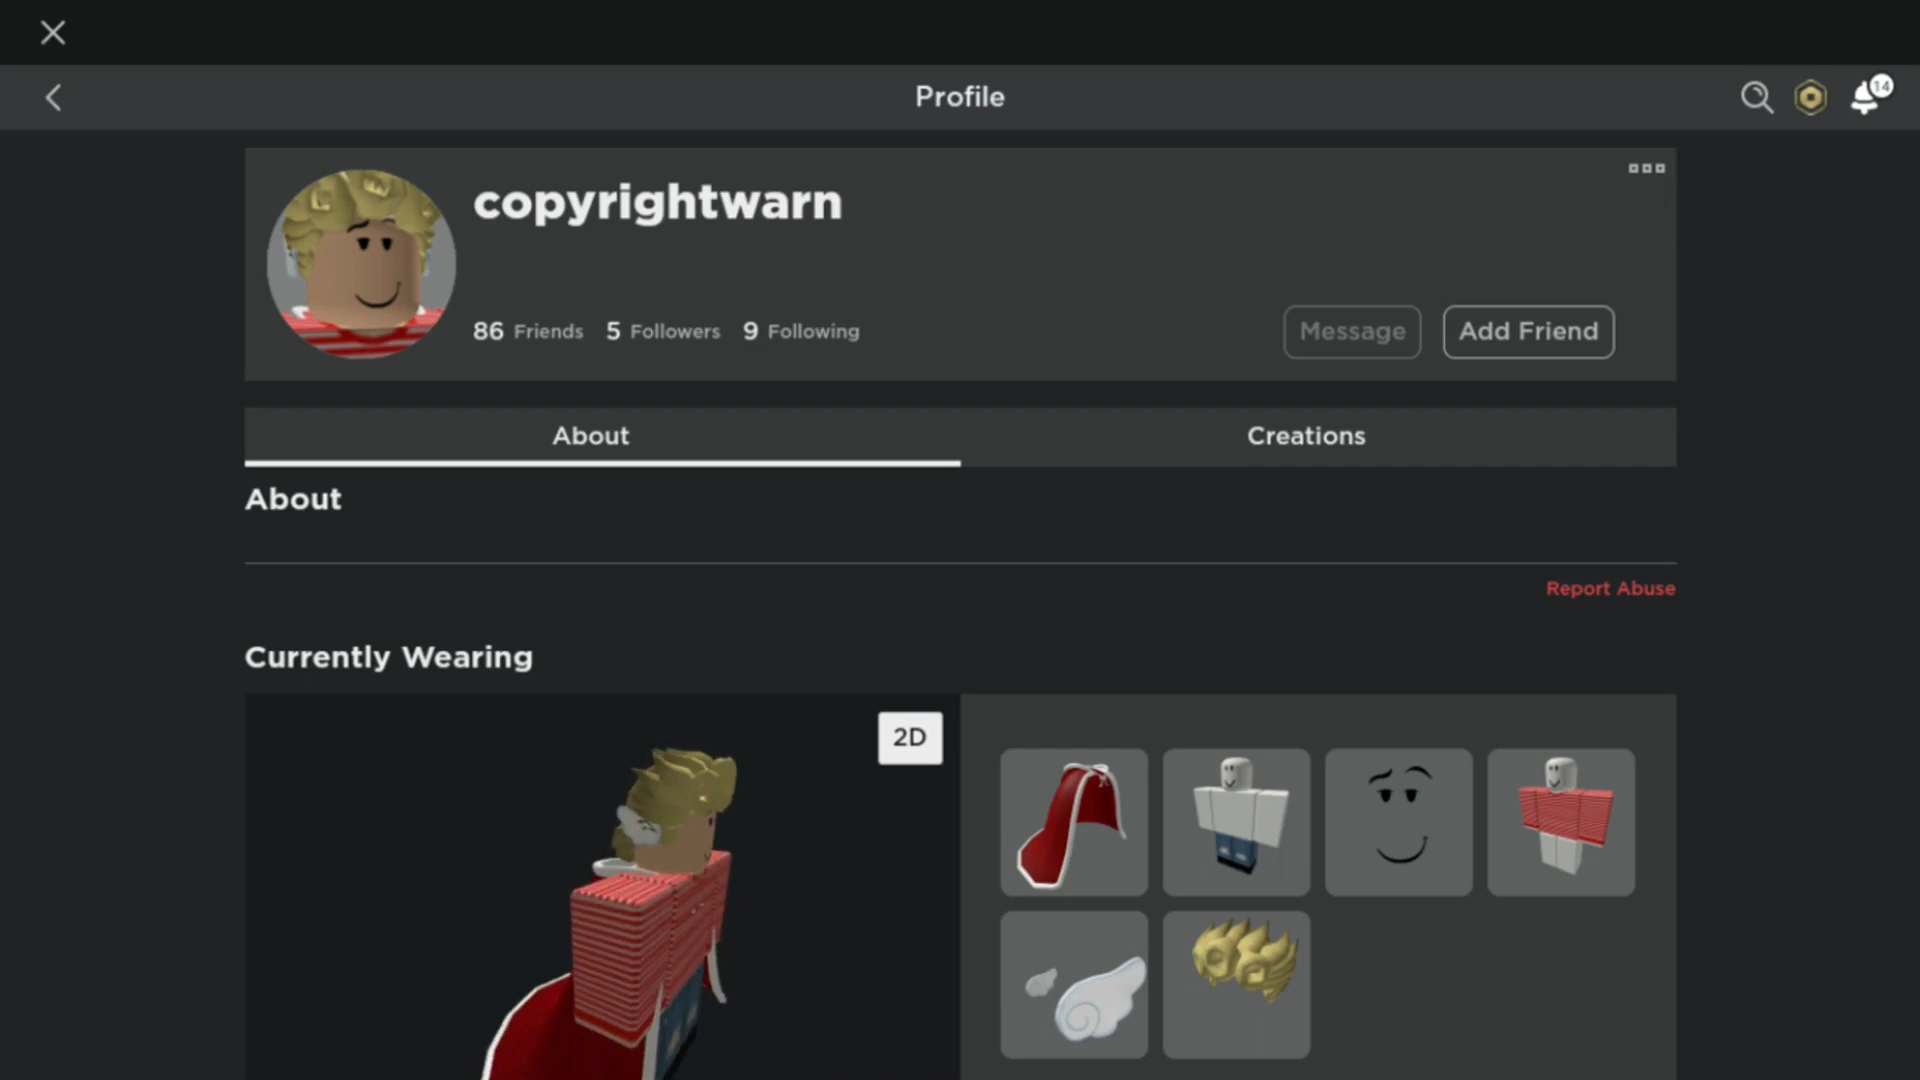 Profile
14
copyrightwarn
86 Friends 5 Followers 9 Following
Message
Add Friend
About
Creations
About
Report Abuse
Currently Wearing
2D